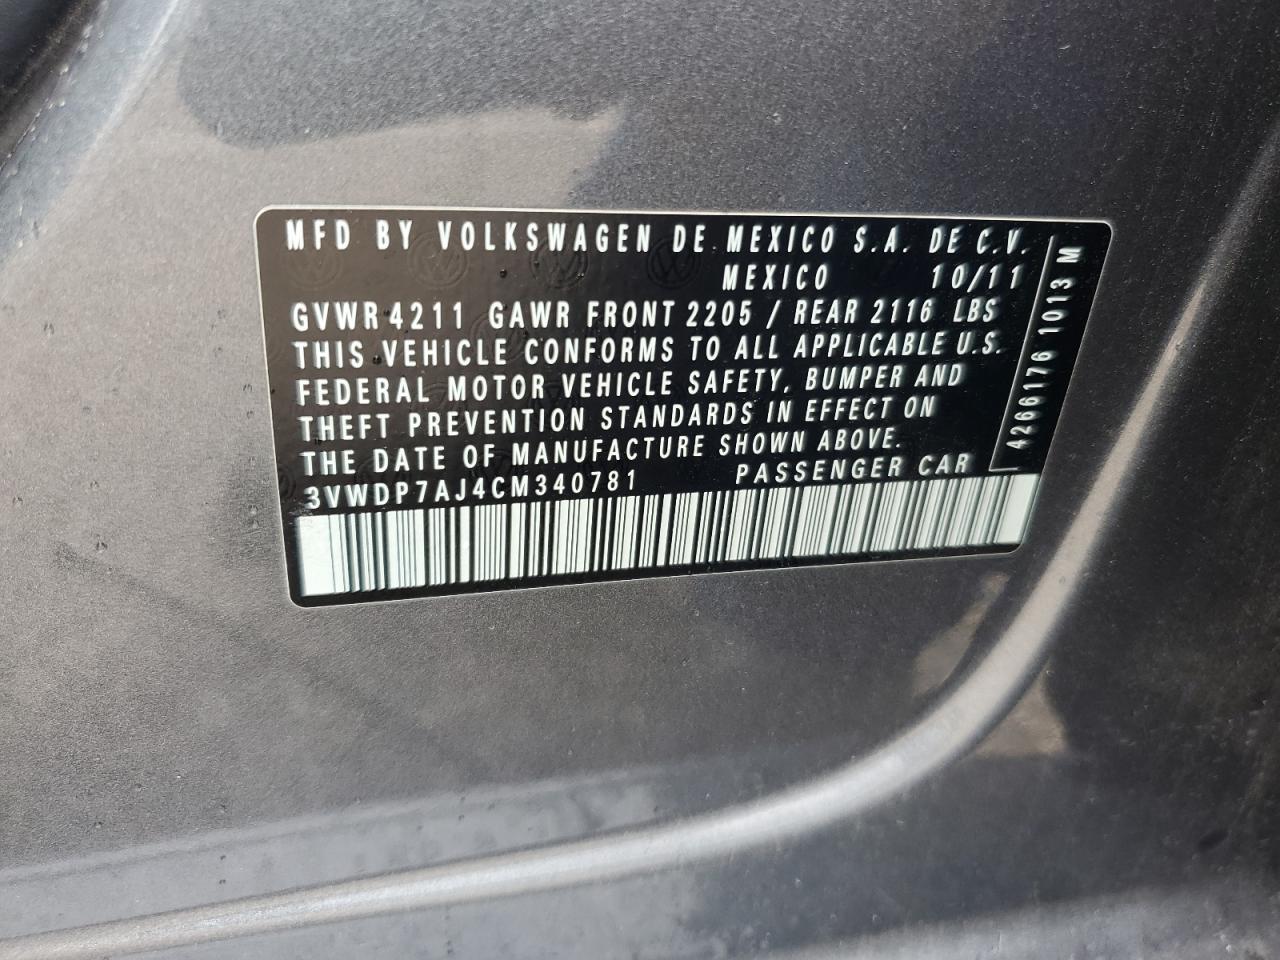 MFD BY VOLKSWAGEN DE MEXICO S.A. DE C.V.
MEXICO 10/11
GVWR 4211 GAWR FRONT 2205 / REAR 2116 LBS
THIS VEHICLE CONFORMS TO ALL APPLICABLE U.S.
FEDERAL MOTOR VEHICLE SAFETY, BUMPER AND
THEFT PREVENTION STANDARDS IN EFFECT ON
THE DATE OF MANUFACTURE SHOWN ABOVE.
3VWDP7AJ4CM340781 PASSENGER CAR
4266176 1013 M